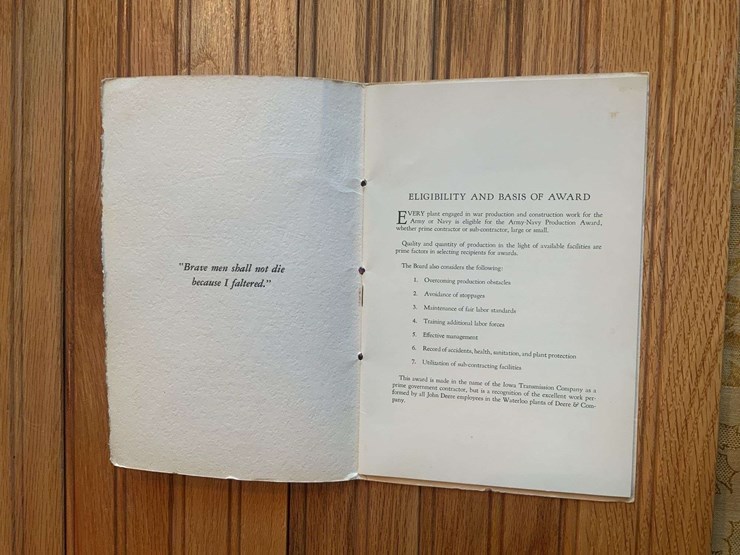 "Brave men shall not die
because I faltered."
ELIGIBILITY AND BASIS OF AWARD
EVERY plant engaged in war production and construction work for the
Army or Navy is eligible for the Army-Navy Production Award,
whether prime contractor or sub-contractor, large or small.
Quality and quantity of production in the light of available facilities are
prime factors in selecting recipients for awards.
The Board also considers the following:
1. Overcoming production obstacles
2. Avoidance of stoppages
3. Maintenance of fair labor standards
4. Training additional labor forces
5. Effective management
6. Record of accidents, health, sanitation, and plant protection
7. Utilization of sub-contracting facilities
This award is made in the name of the Iowa Transmission Company as a
prime government contractor, but is a recognition of the excellent work per-
formed by all John Deere employees in the Waterloo plants of Deere & Com-
pany.